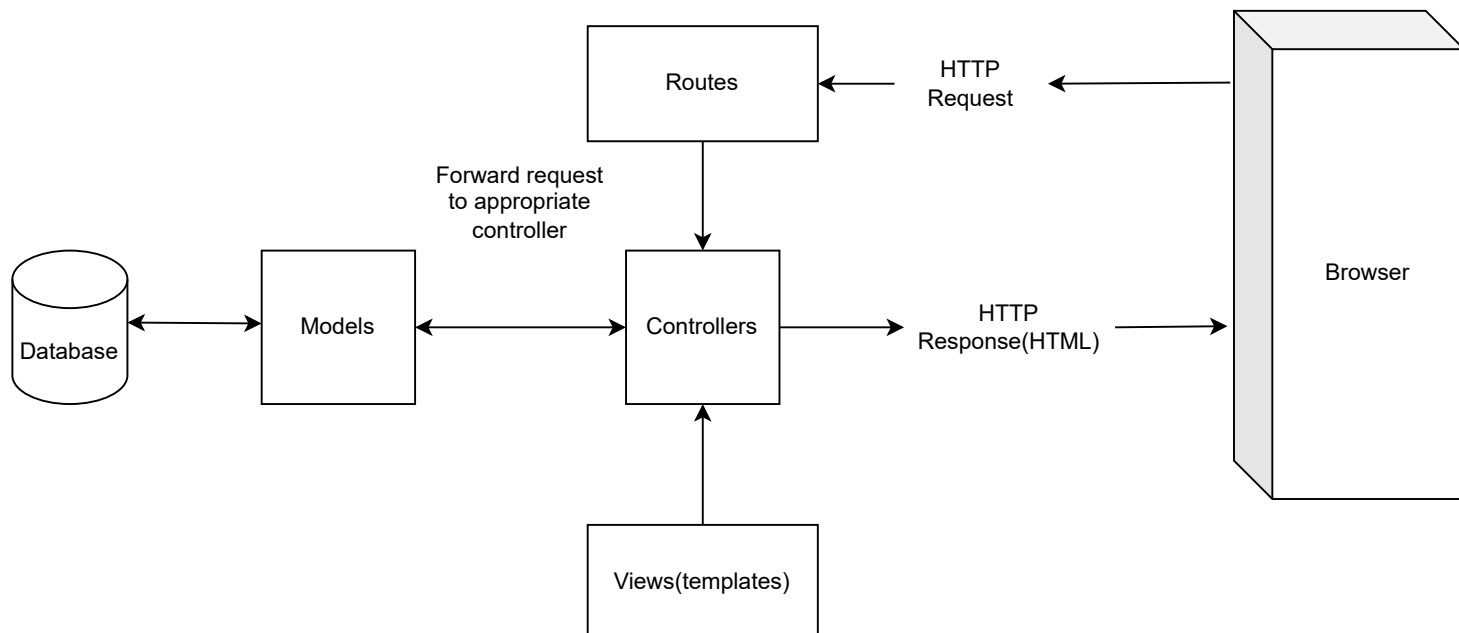 Routes
HTTP
Request
Forward request
to appropriate
controller
Browser
Database
Models
Controllers
HTTP
Response(HTML)
Views(templates)